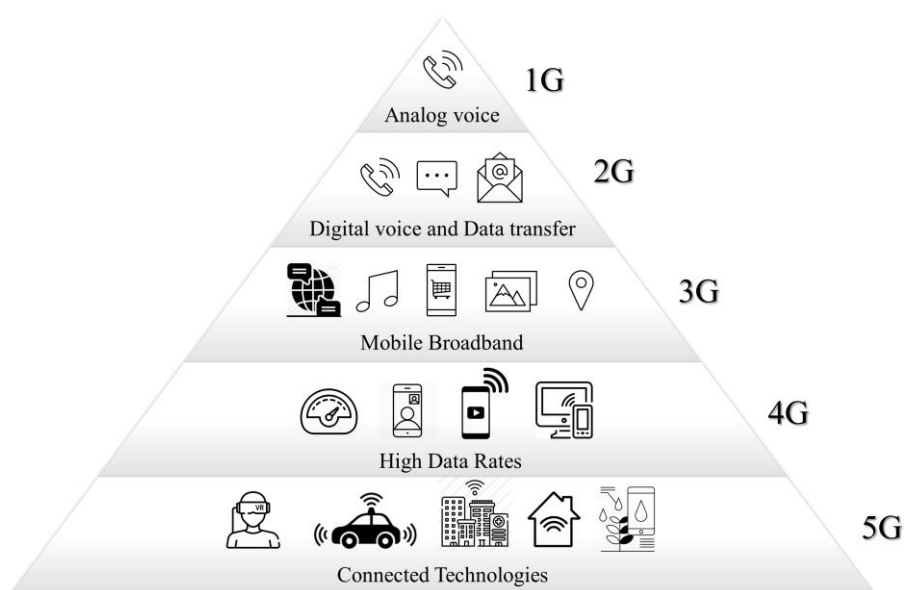 1G
Analog voice
2G
@
Digital voice and Data transfer
3G
Mobile Broadband
4G
High Data Rates
VR
5G
Connected Technologies